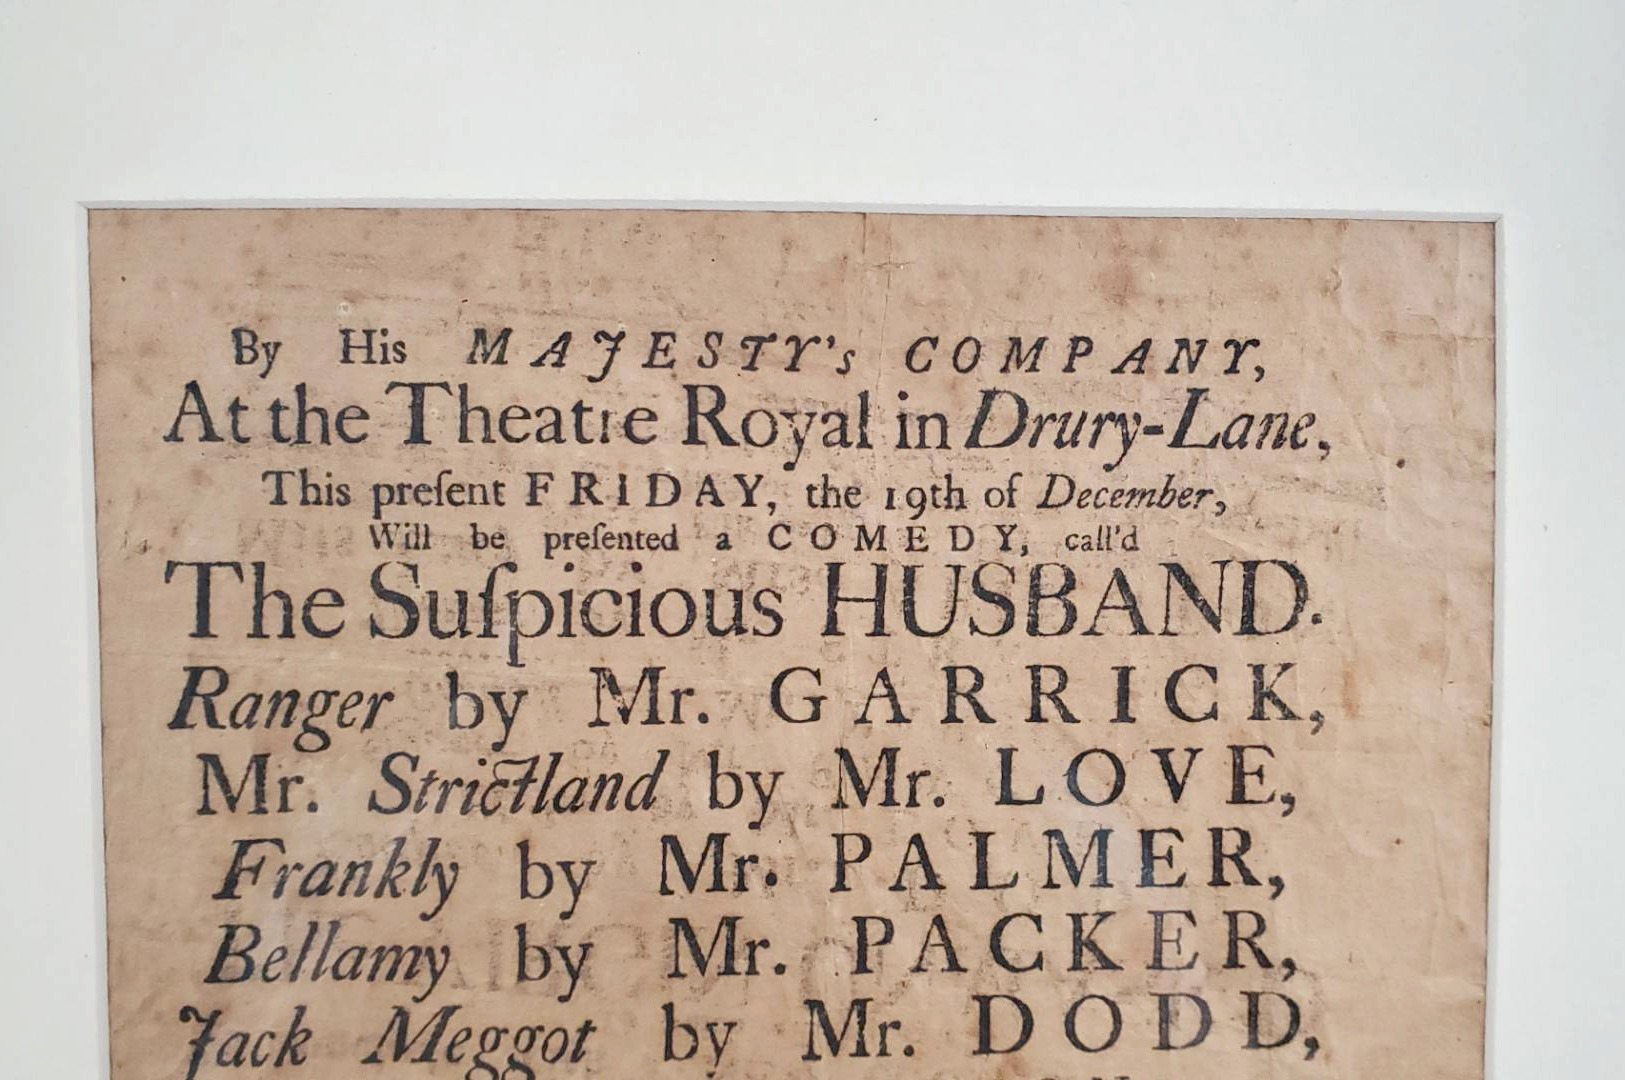 By His MAJESTY's COMPANY,
At the Theatre Royal in Drury-Lane,
This preſent FRIDAY, the 19th of December,
Will be preſented a COMEDY, call'd
The Suſpicious HUSBAND.
Ranger by Mr. GARRICK,
Mr. Strictland by Mr. LOVE,
Frankly by Mr. PALMER,
Bellamy by Mr. PACKER,
Jack Meggot by Mr. DODD,